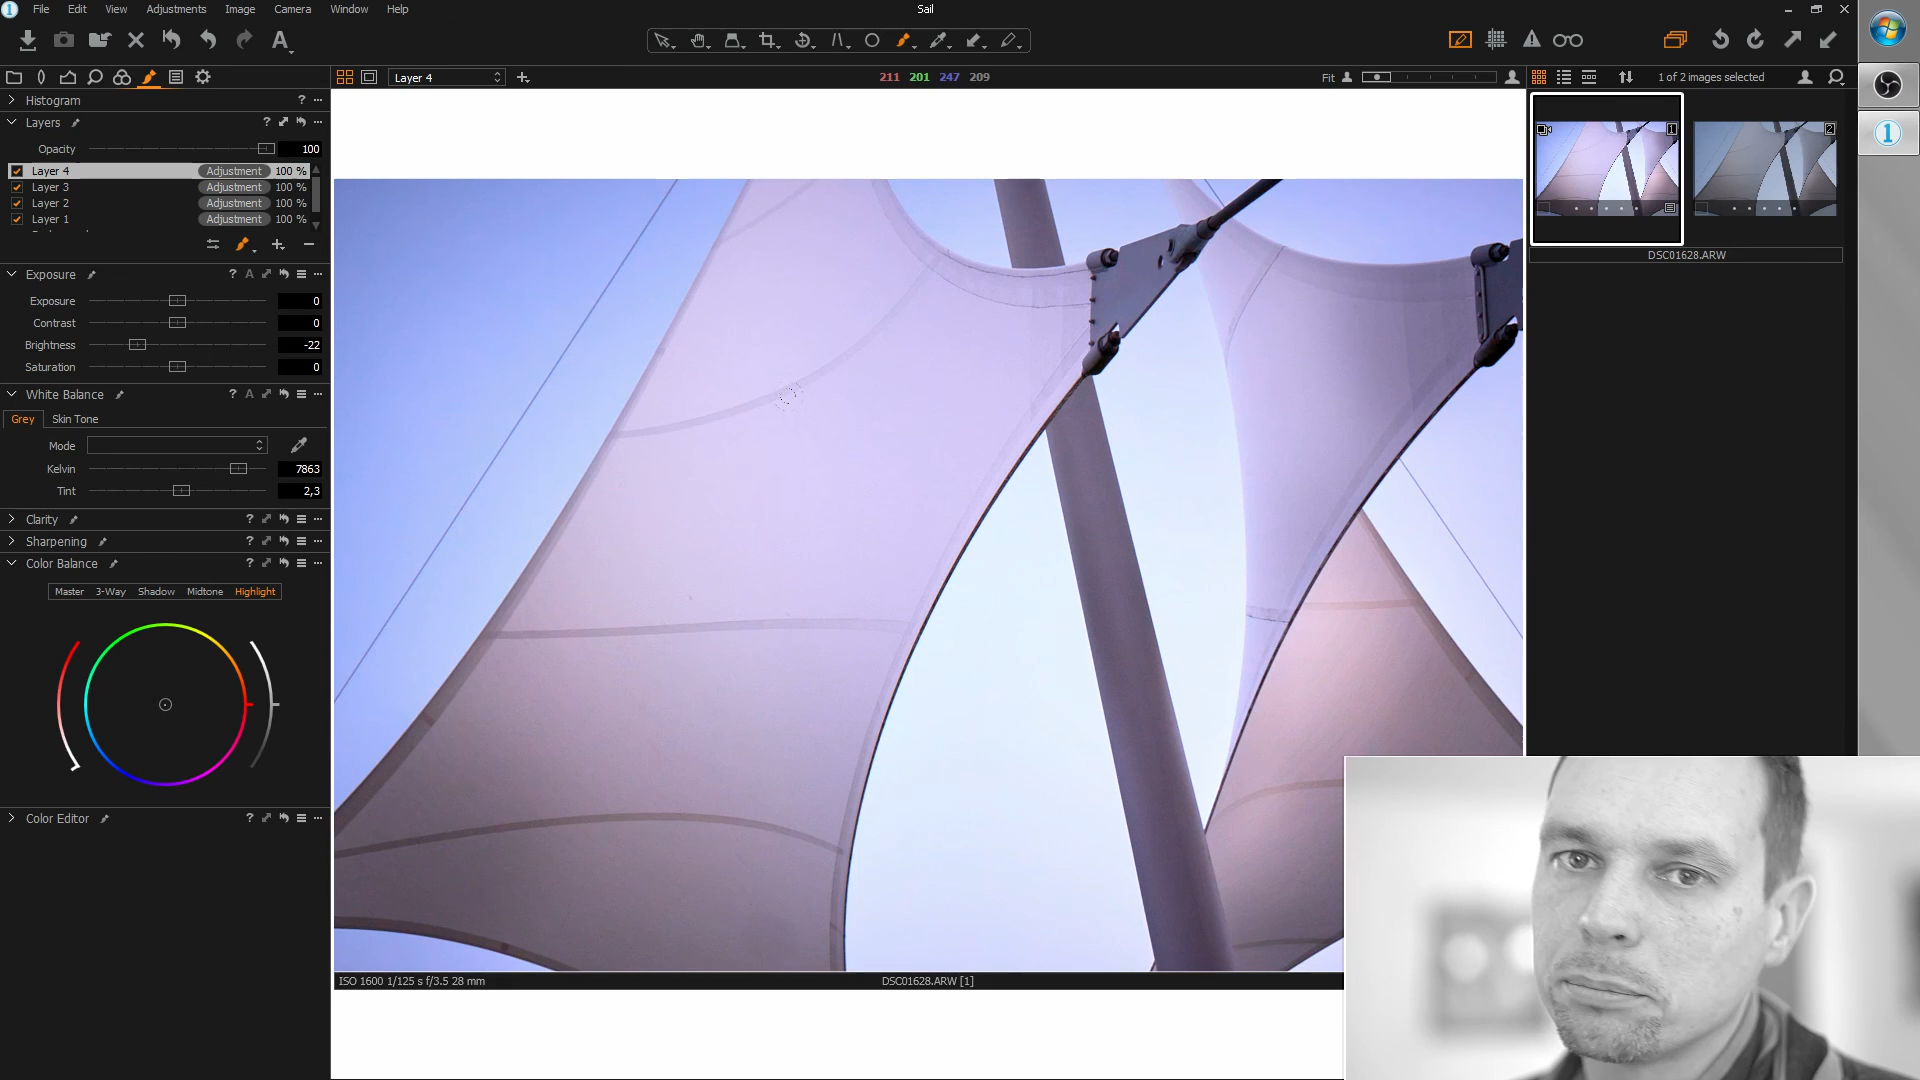 File Edit View Adjustments Image Camera Window Help
Sail
Layer 4
211 201 247 209
Fit
1 of 2 images selected
Histogram
Layers
Opacity 100
Layer 4 Adjustment 100 %
Layer 3 Adjustment 100 %
Layer 2 Adjustment 100 %
Layer 1 Adjustment 100 %
Exposure
Exposure 0
Contrast 0
Brightness -22
Saturation 0
White Balance
Grey Skin Tone
Mode
Kelvin 7863
Tint 2,3
Clarity
Sharpening
Color Balance
Master 3-Way Shadow Midtone Highlight
Color Editor
1
2
DSC01628.ARW
ISO 1600 1/125 s f/3.5 28 mm
DSC01628.ARW [1]